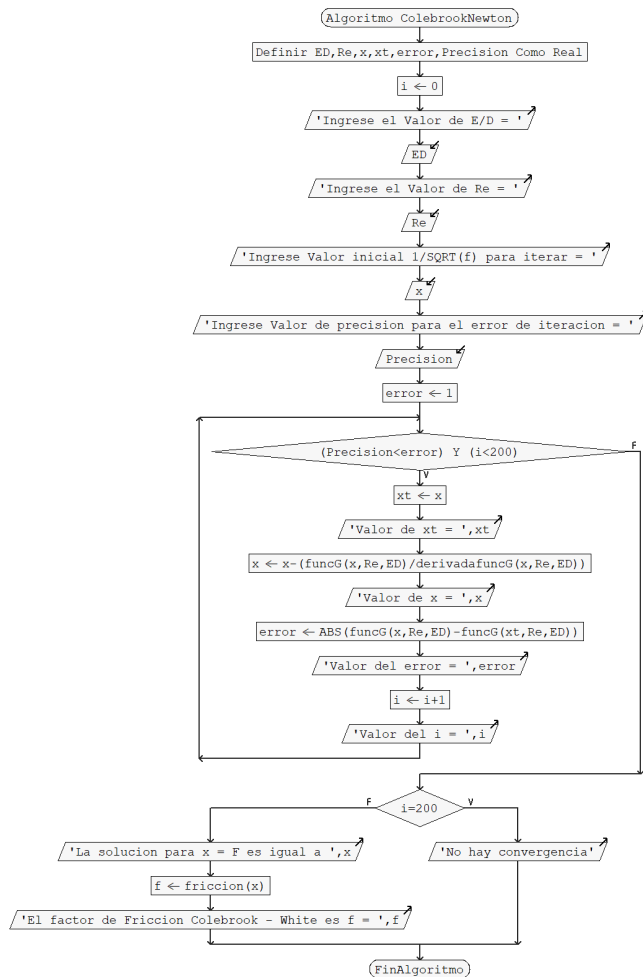 Algoritmo ColebrookNewton
Definir ED,Re,x,xt,error,Precision Como Real
i ← 0
'Ingrese el Valor de E/D = '
ED
'Ingrese el Valor de Re = '
Re
'Ingrese Valor inicial 1/SQRT(f) para iterar = '
x
'Ingrese Valor de precision para el error de iteracion = '
Precision
error ← 1
(Precision<error) Y (i<200)
F
V
xt ← x
'Valor de xt = ',xt
x ← x-(funcG(x,Re,ED)/derivadafuncG(x,Re,ED))
'Valor de x = ',x
error ← ABS(funcG(x,Re,ED)-funcG(xt,Re,ED))
'Valor del error = ',error
i ← i+1
'Valor del i = ',i
F
i=200
V
'La solucion para x = F es igual a ',x
'No hay convergencia'
f ← friccion(x)
'El factor de Friccion Colebrook - White es f = ',f
FinAlgoritmo